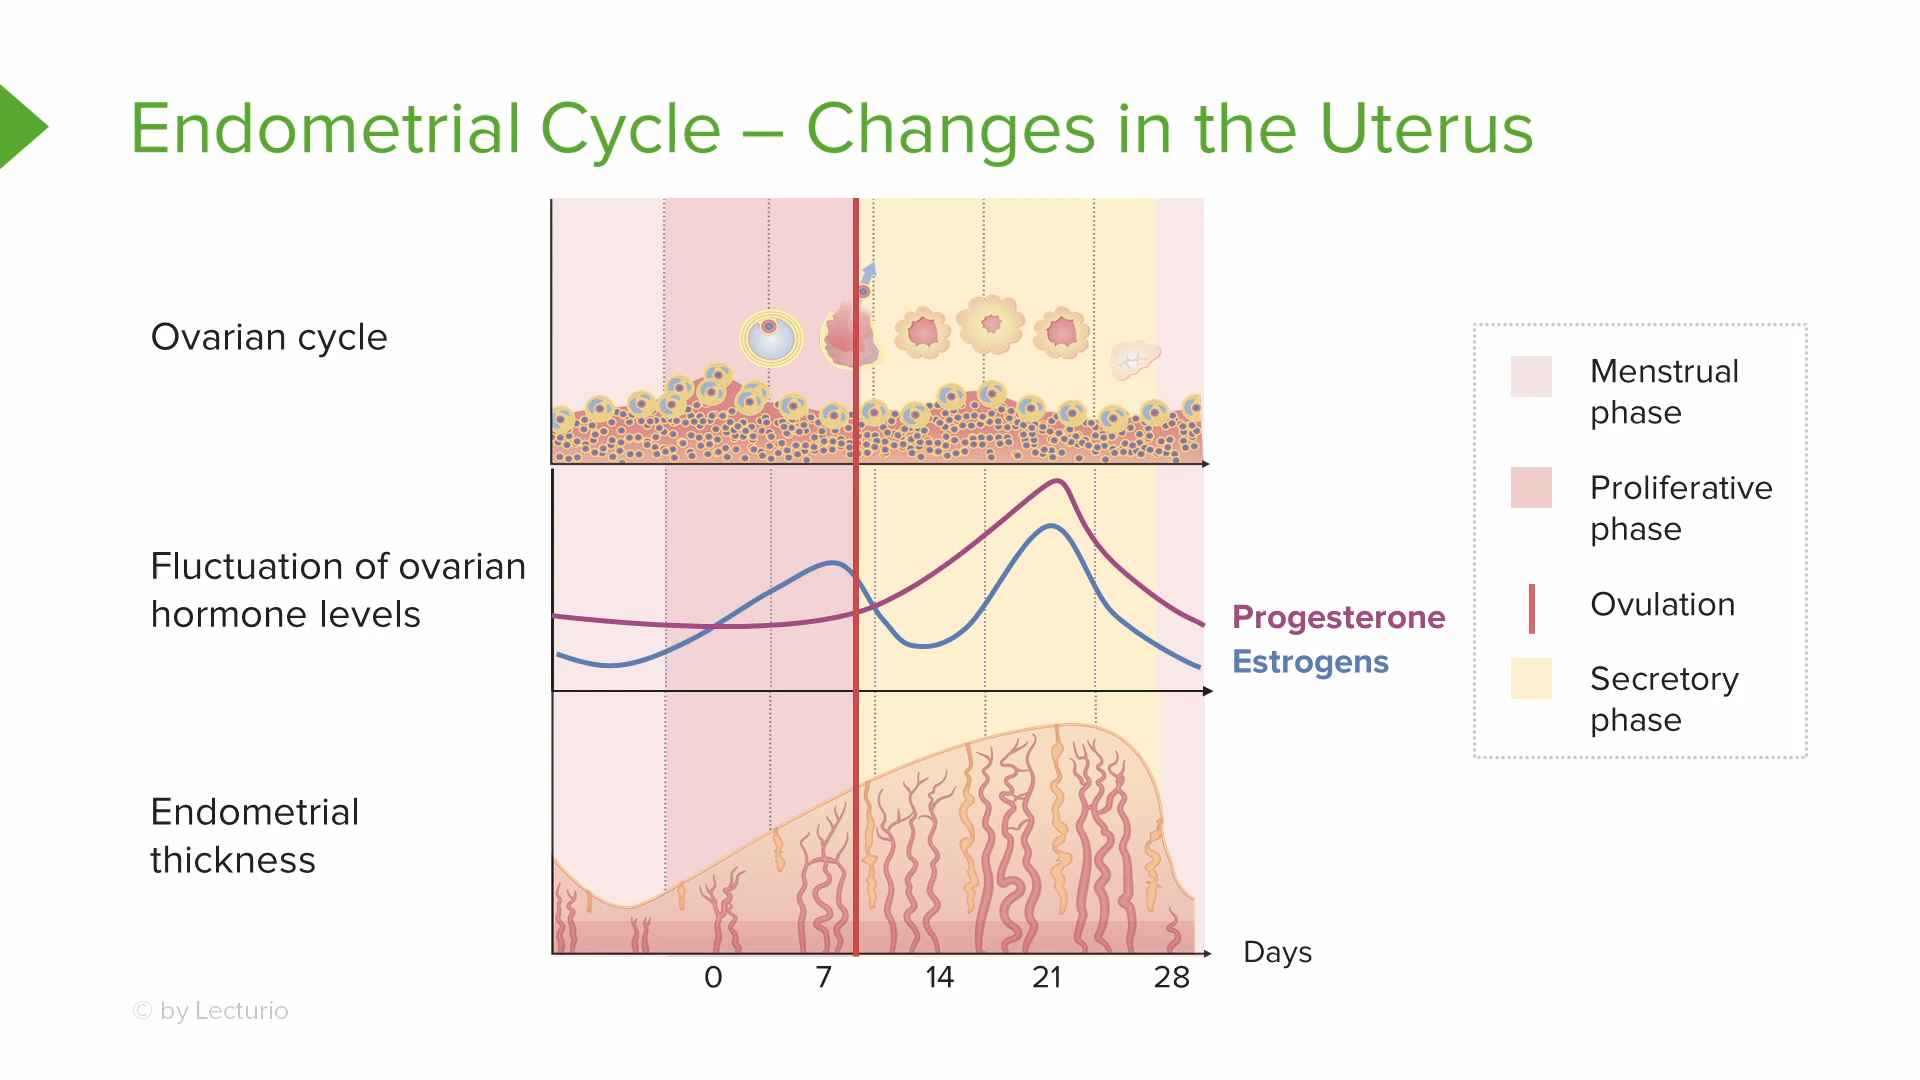 Endometrial Cycle – Changes in the Uterus
Ovarian cycle
Fluctuation of ovarian
hormone levels
Endometrial
thickness
Progesterone
Estrogens
Days
0 7 14 21 28
Menstrual
phase
Proliferative
phase
Ovulation
Secretory
phase
© by Lecturio